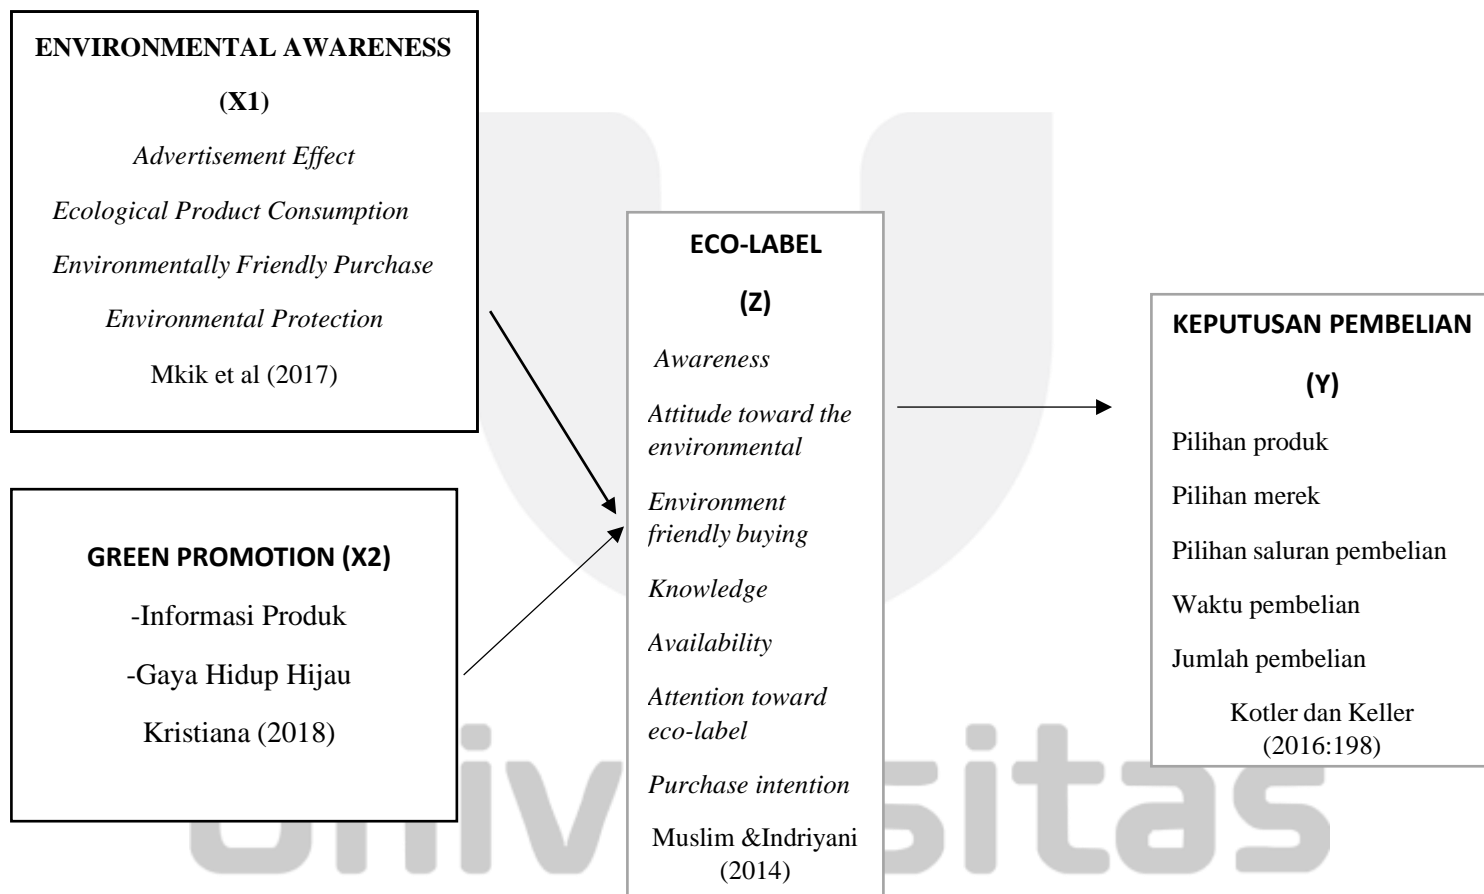 ENVIRONMENTAL AWARENESS
(X1)
Advertisement Effect
Ecological Product Consumption
Environmentally Friendly Purchase
Environmental Protection
Mkik et al (2017)
GREEN PROMOTION (X2)
-Informasi Produk
-Gaya Hidup Hijau
Kristiana (2018)
ECO-LABEL
(Z)
Awareness
Attitude toward the
environmental
Environment
friendly buying
Knowledge
Availability
Attention toward
eco-label
Purchase intention
Muslim &Indriyani
(2014)
KEPUTUSAN PEMBELIAN
(Y)
Pilihan produk
Pilihan merek
Pilihan saluran pembelian
Waktu pembelian
Jumlah pembelian
Kotler dan Keller
(2016:198)